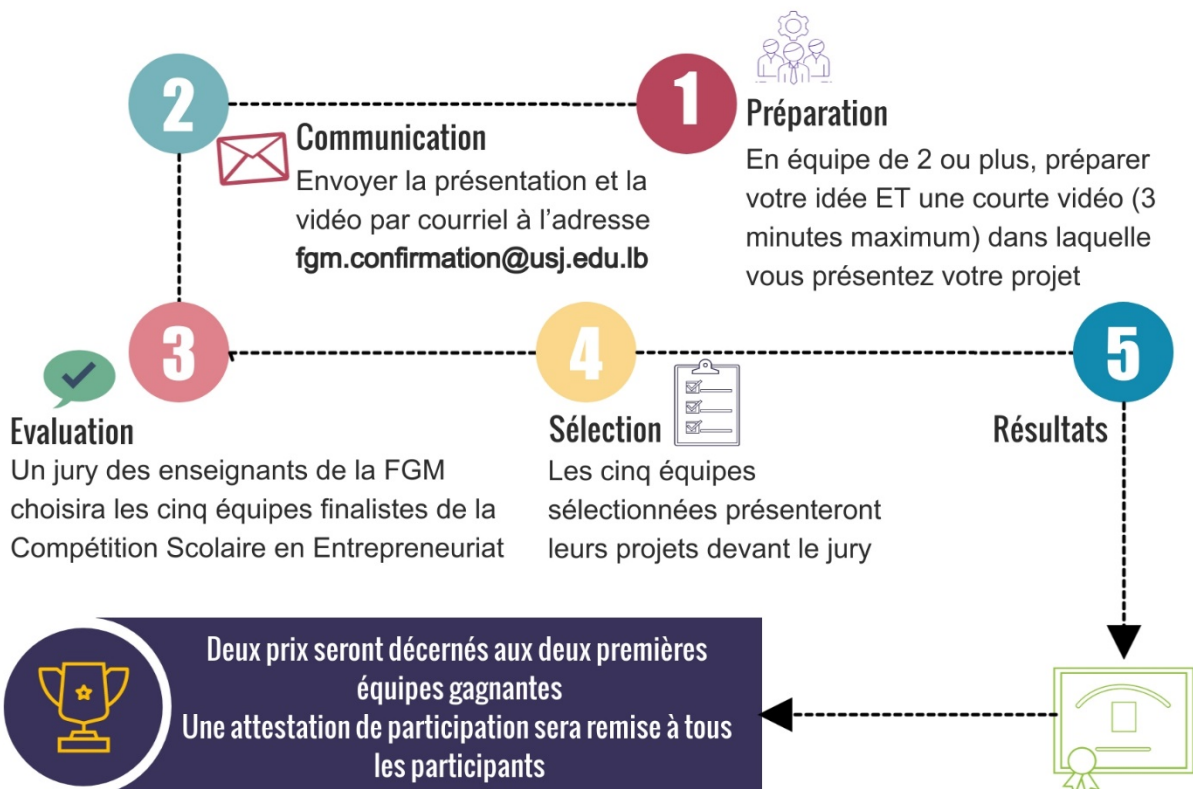 1
Préparation
En équipe de 2 ou plus, préparer
votre idée ET une courte vidéo (3
minutes maximum) dans laquelle
vous présentez votre projet
2
Communication
Envoyer la présentation et la
vidéo par courriel à l’adresse
fgm.confirmation@usj.edu.lb
3
Evaluation
Un jury des enseignants de la FGM
choisira les cinq équipes finalistes de la
Compétition Scolaire en Entrepreneuriat
4
Sélection
Les cinq équipes
sélectionnées présenteront
leurs projets devant le jury
5
Résultats
Deux prix seront décernés aux deux premières
équipes gagnantes
Une attestation de participation sera remise à tous
les participants